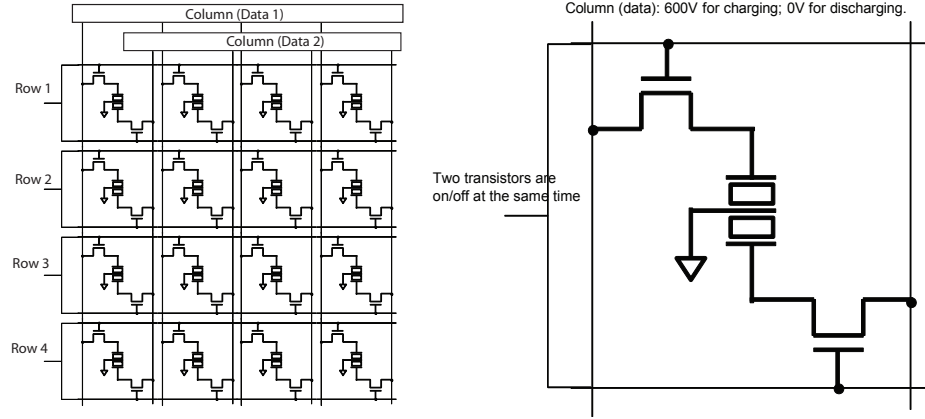 Column (Data 1)
Column (Data 2)
Row 1
Row 2
Row 3
Row 4
Column (data): 600V for charging; 0V for discharging.
Two transistors are
on/off at the same time